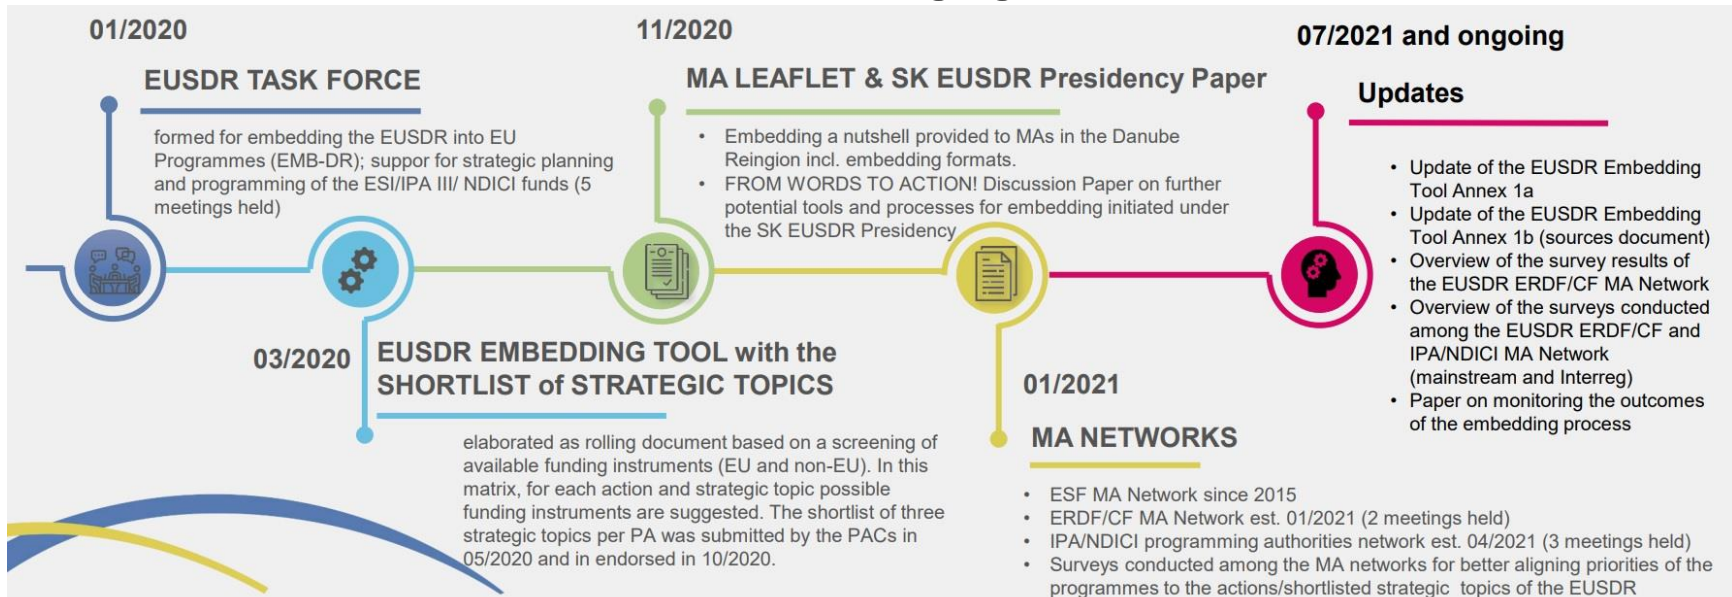 01/2020
EUSDR TASK FORCE
formed for embedding the EUSDR into EU
Programmes (EMB-DR); suppor for strategic planning
and programming of the ESI/IPA III/ NDICI funds (5
meetings held)
03/2020
EUSDR EMBEDDING TOOL with the
SHORTLIST of STRATEGIC TOPICS
elaborated as rolling document based on a screening of
available funding instruments (EU and non-EU). In this
matrix, for each action and strategic topic possible
funding instruments are suggested. The shortlist of three
strategic topics per PA was submitted by the PACs in
05/2020 and in endorsed in 10/2020.
11/2020
MA LEAFLET & SK EUSDR Presidency Paper
• Embedding a nutshell provided to MAs in the Danube
Reingion incl. embedding formats.
• FROM WORDS TO ACTION! Discussion Paper on further
potential tools and processes for embedding initiated under
the SK EUSDR Presidency
01/2021
MA NETWORKS
• ESF MA Network since 2015
• ERDF/CF MA Network est. 01/2021 (2 meetings held)
• IPA/NDICI programming authorities network est. 04/2021 (3 meetings held)
• Surveys conducted among the MA networks for better aligning priorities of the
programmes to the actions/shortlisted strategic topics of the EUSDR
07/2021 and ongoing
Updates
• Update of the EUSDR Embedding
Tool Annex 1a
• Update of the EUSDR Embedding
Tool Annex 1b (sources document)
• Overview of the survey results of
the EUSDR ERDF/CF MA Network
• Overview of the surveys conducted
among the EUSDR ERDF/CF and
IPA/NDICI MA Network
(mainstream and Interreg)
• Paper on monitoring the outcomes
of the embedding process